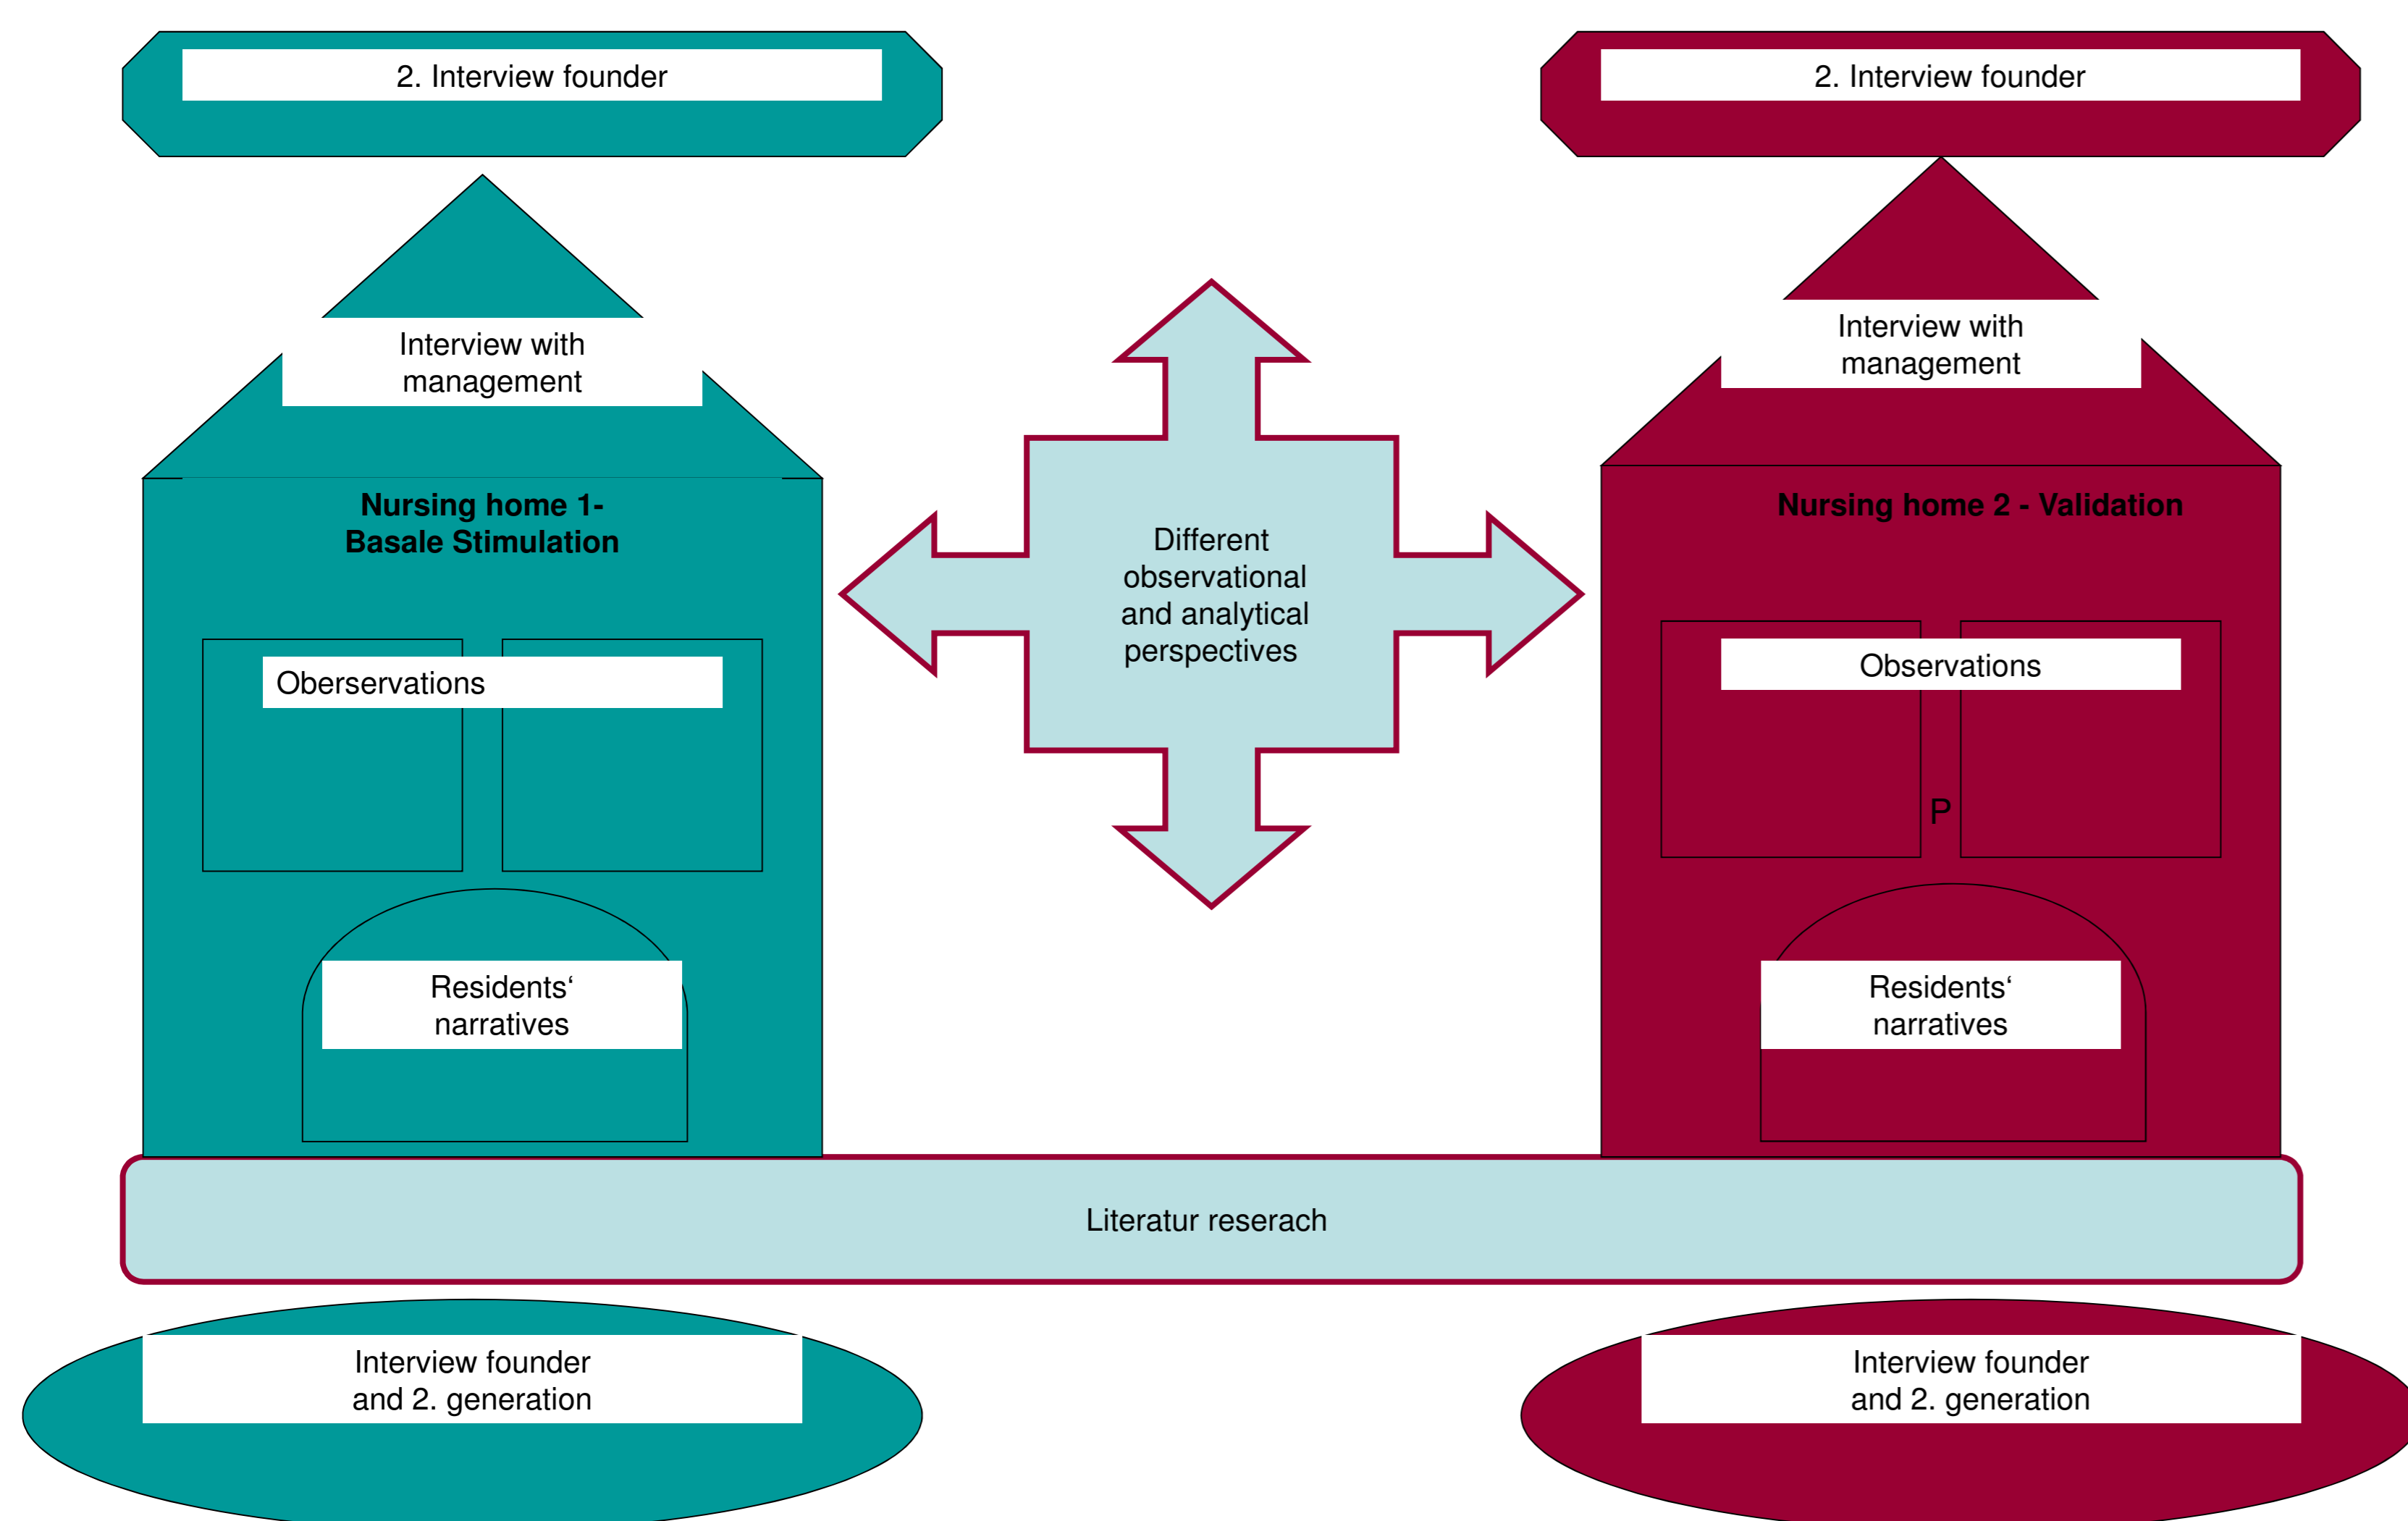 2. Interview founder
2. Interview founder
Interview with
management
Interview with
management
Nursing home 1-
Basale Stimulation
Nursing home 2 - Validation
Different
observational
and analytical
perspectives
Oberservations
Observations
P
Residents‘
narratives
Residents‘
narratives
Literatur reserach
Interview founder
and 2. generation
Interview founder
and 2. generation